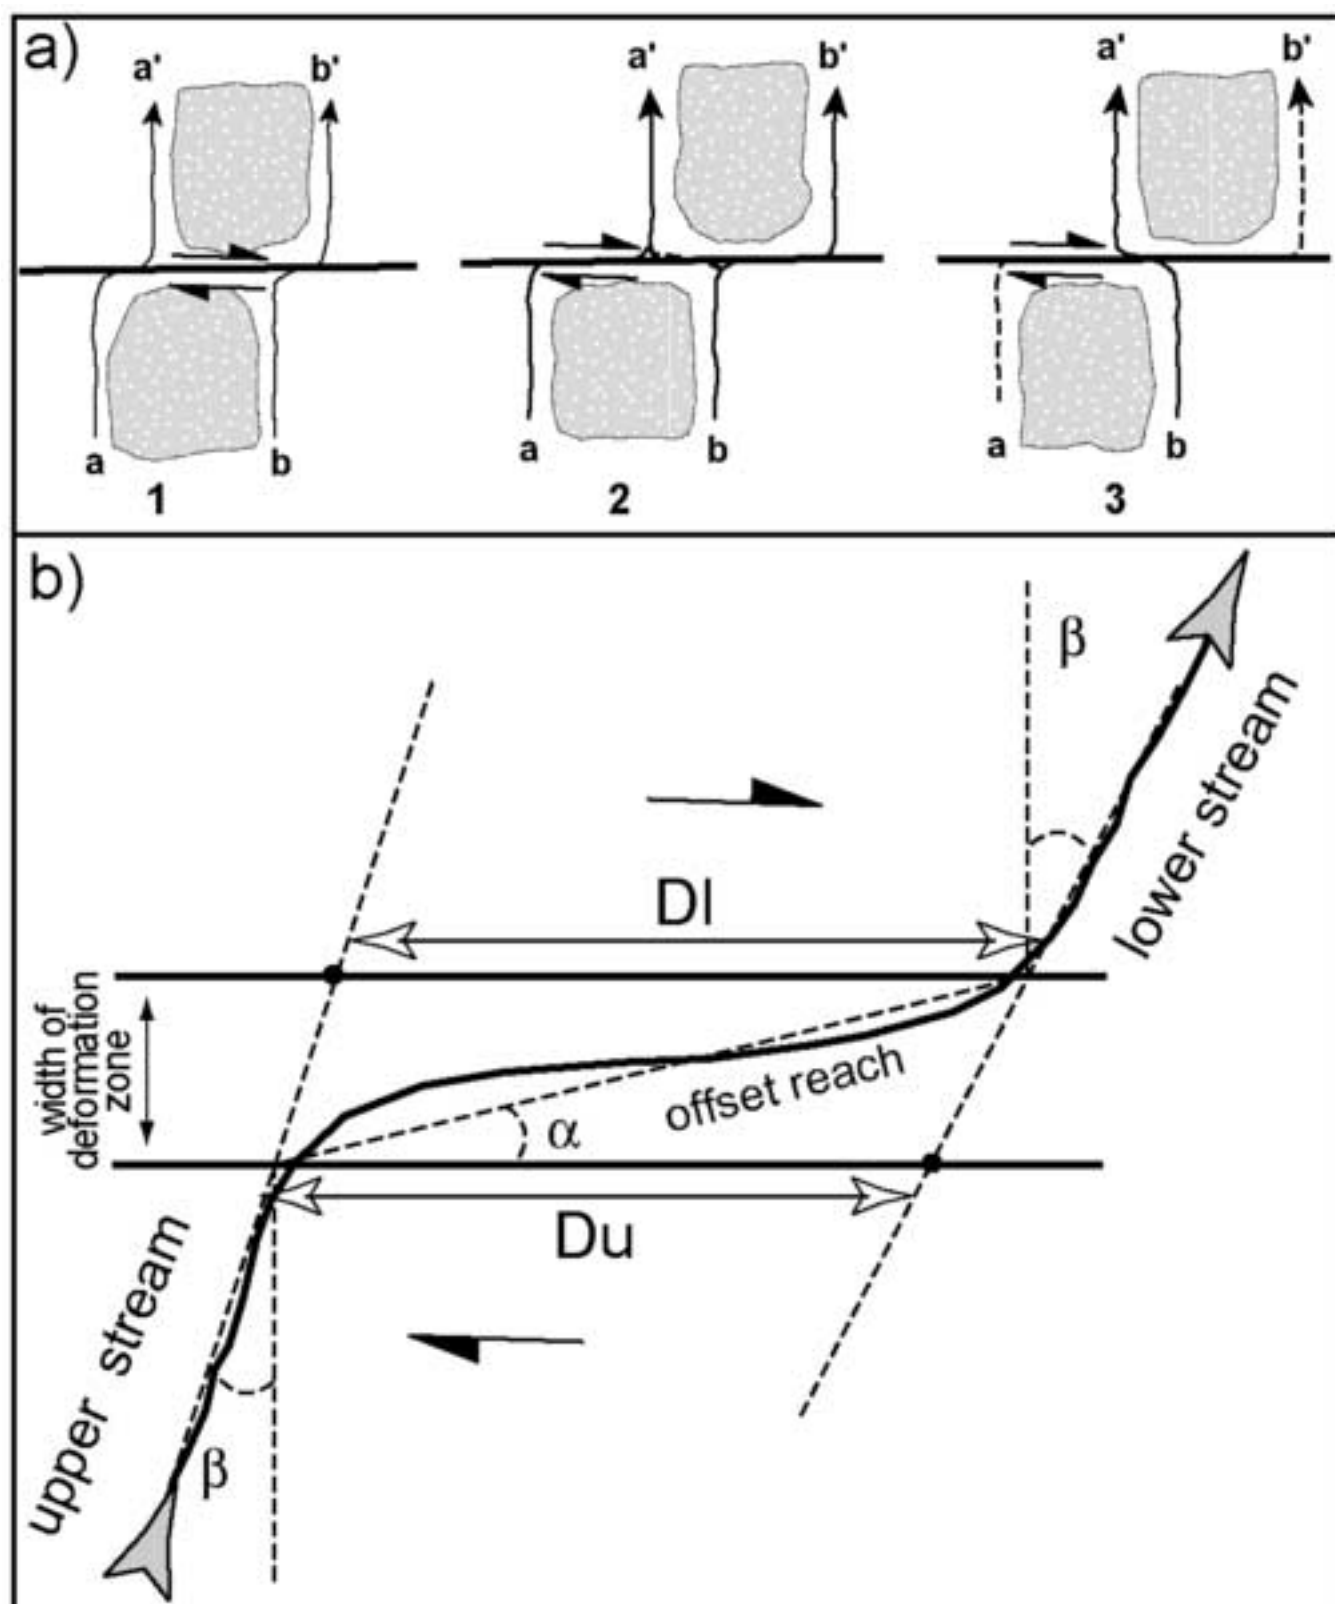 a)
a' b' a' b' a' b'
a b a b a b
1 2 3
b)
β
lower stream
Dl
width of
deformation
zone
offset reach
α
Du
upper stream
β